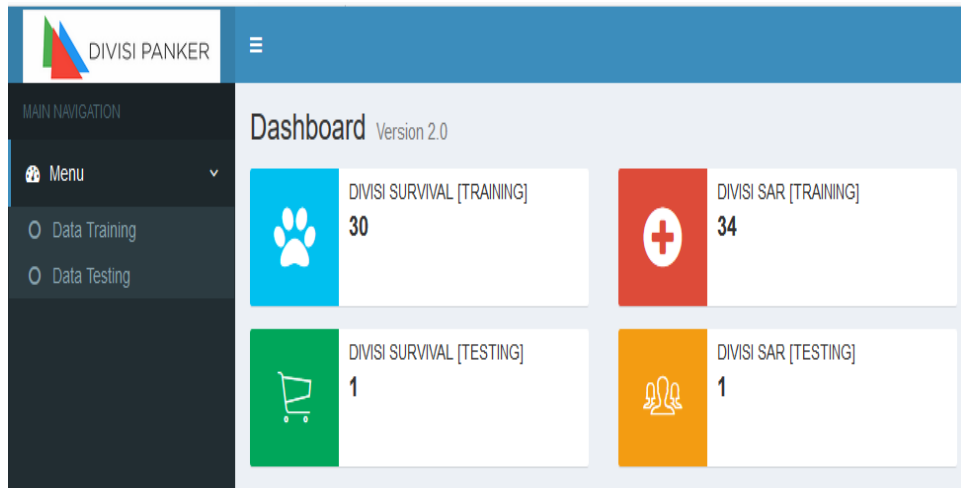 DIVISI PANKER
MAIN NAVIGATION
Menu
Data Training
Data Testing
Dashboard Version 2.0
DIVISI SURVIVAL [TRAINING]
30
DIVISI SAR [TRAINING]
34
DIVISI SURVIVAL [TESTING]
1
DIVISI SAR [TESTING]
1